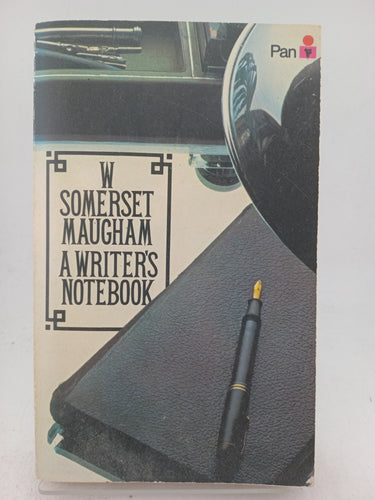 Pan
W
SOMERSET
MAUGHAM
A WRITER'S
NOTEBOOK